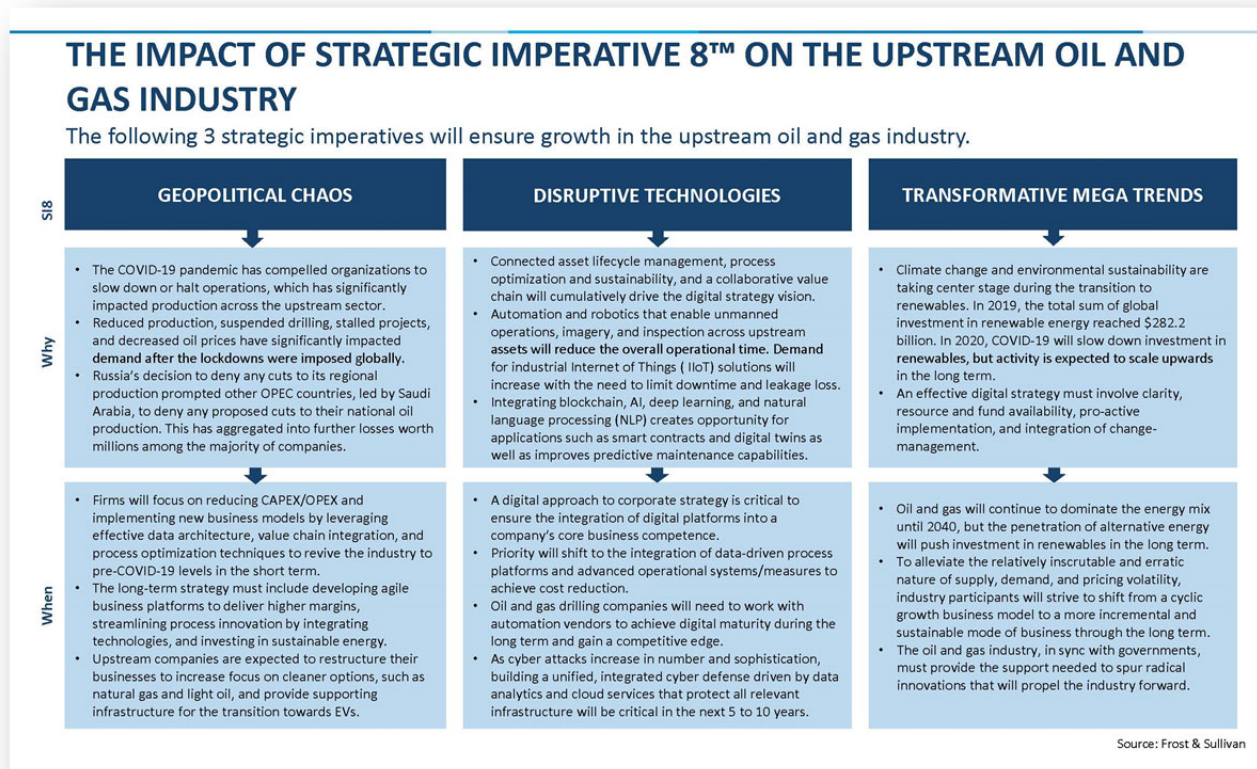 THE IMPACT OF STRATEGIC IMPERATIVE 8™ ON THE UPSTREAM OIL AND
GAS INDUSTRY
The following 3 strategic imperatives will ensure growth in the upstream oil and gas industry.
SI8
GEOPOLITICAL CHAOS
DISRUPTIVE TECHNOLOGIES
TRANSFORMATIVE MEGA TRENDS
Why
• The COVID-19 pandemic has compelled organizations to
slow down or halt operations, which has significantly
impacted production across the upstream sector.
• Reduced production, suspended drilling, stalled projects,
and decreased oil prices have significantly impacted
demand after the lockdowns were imposed globally.
• Russia's decision to deny any cuts to its regional
production prompted other OPEC countries, led by Saudi
Arabia, to deny any proposed cuts to their national oil
production. This has aggregated into further losses worth
millions among the majority of companies.
• Connected asset lifecycle management, process
optimization and sustainability, and a collaborative value
chain will cumulatively drive the digital strategy vision.
• Automation and robotics that enable unmanned
operations, imagery, and inspection across upstream
assets will reduce the overall operational time. Demand
for industrial Internet of Things ( IIoT) solutions will
increase with the need to limit downtime and leakage loss.
• Integrating blockchain, AI, deep learning, and natural
language processing (NLP) creates opportunity for
applications such as smart contracts and digital twins as
well as improves predictive maintenance capabilities.
• Climate change and environmental sustainability are
taking center stage during the transition to
renewables. In 2019, the total sum of global
investment in renewable energy reached $282.2
billion. In 2020, COVID-19 will slow down investment in
renewables, but activity is expected to scale upwards
in the long term.
• An effective digital strategy must involve clarity,
resource and fund availability, pro-active
implementation, and integration of change-
management.
When
• Firms will focus on reducing CAPEX/OPEX and
implementing new business models by leveraging
effective data architecture, value chain integration, and
process optimization techniques to revive the industry to
pre-COVID-19 levels in the short term.
• The long-term strategy must include developing agile
business platforms to deliver higher margins,
streamlining process innovation by integrating
technologies, and investing in sustainable energy.
• Upstream companies are expected to restructure their
businesses to increase focus on cleaner options, such as
natural gas and light oil, and provide supporting
infrastructure for the transition towards EVs.
• A digital approach to corporate strategy is critical to
ensure the integration of digital platforms into a
company's core business competence.
• Priority will shift to the integration of data-driven process
platforms and advanced operational systems/measures to
achieve cost reduction.
• Oil and gas drilling companies will need to work with
automation vendors to achieve digital maturity during the
long term and gain a competitive edge.
• As cyber attacks increase in number and sophistication,
building a unified, integrated cyber defense driven by data
analytics and cloud services that protect all relevant
infrastructure will be critical in the next 5 to 10 years.
• Oil and gas will continue to dominate the energy mix
until 2040, but the penetration of alternative energy
will push investment in renewables in the long term.
• To alleviate the relatively inscrutable and erratic
nature of supply, demand, and pricing volatility,
industry participants will strive to shift from a cyclic
growth business model to a more incremental and
sustainable mode of business through the long term.
• The oil and gas industry, in sync with governments,
must provide the support needed to spur radical
innovations that will propel the industry forward.
Source: Frost & Sullivan